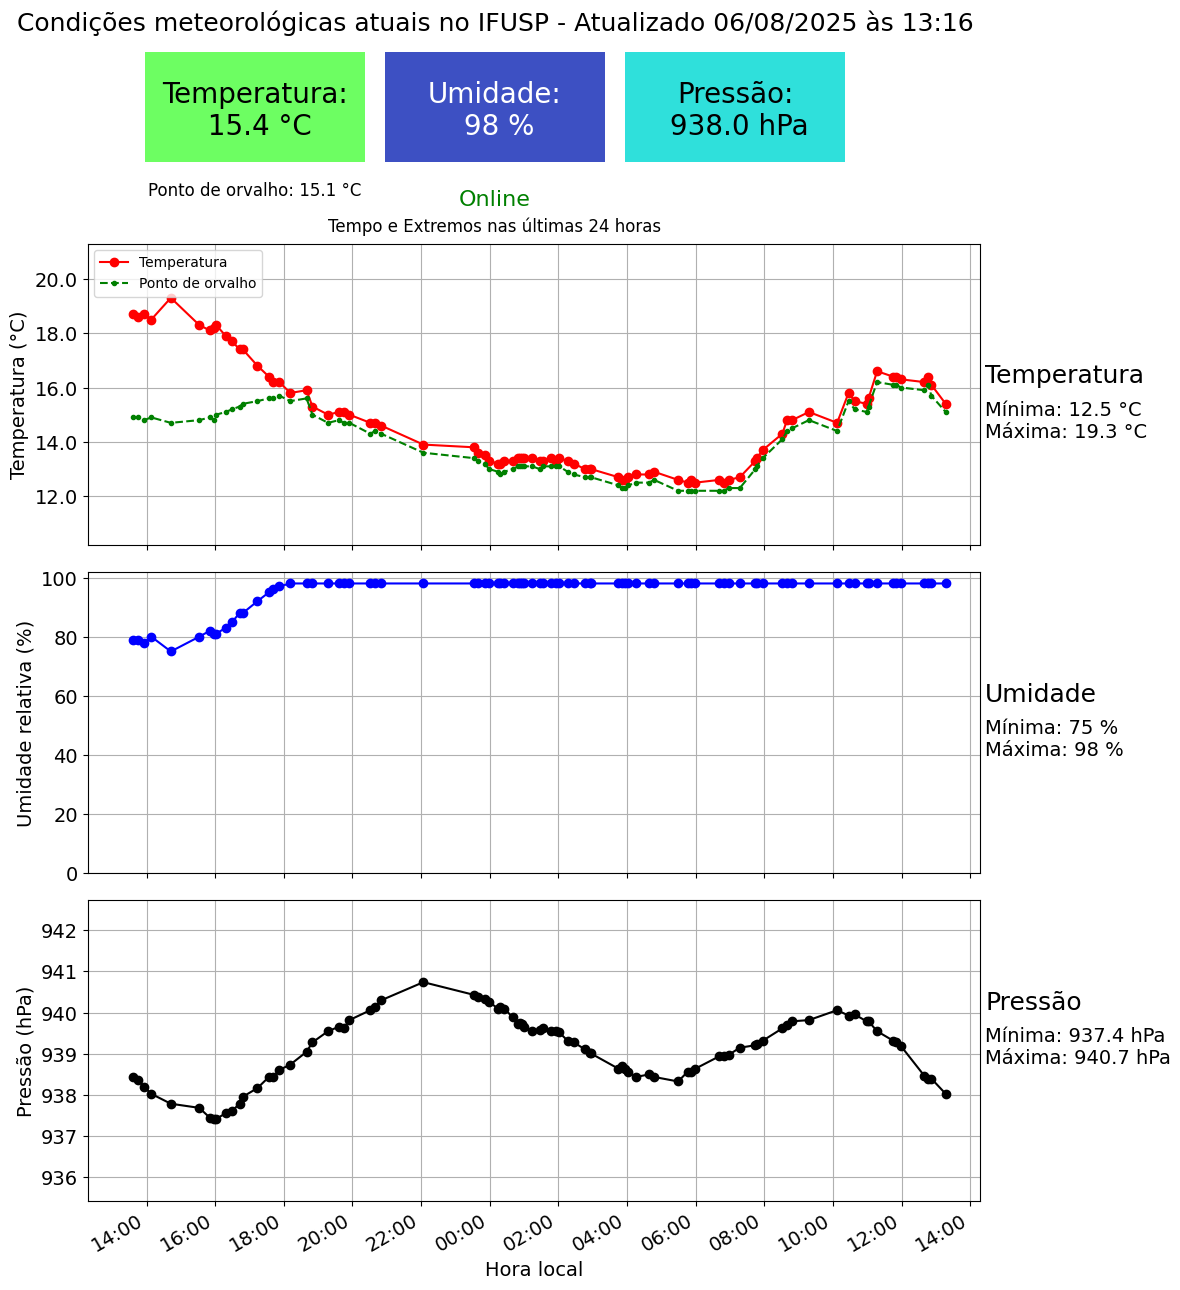 Condições meteorológicas atuais no IFUSP - Atualizado 06/08/2025 às 13:16
Temperatura:
15.4 °C
Umidade:
98 %
Pressão:
938.0 hPa
Ponto de orvalho: 15.1 °C
Online
Tempo e Extremos nas últimas 24 horas
Temperatura
Ponto de orvalho
Temperatura (°C)
20.0
18.0
16.0
14.0
12.0
Temperatura
Mínima: 12.5 °C
Máxima: 19.3 °C
Umidade relativa (%)
100
80
60
40
20
0
Umidade
Mínima: 75 %
Máxima: 98 %
Pressão (hPa)
942
941
940
939
938
937
936
Pressão
Mínima: 937.4 hPa
Máxima: 940.7 hPa
14:00
16:00
18:00
20:00
22:00
00:00
02:00
04:00
06:00
08:00
10:00
12:00
14:00
Hora local